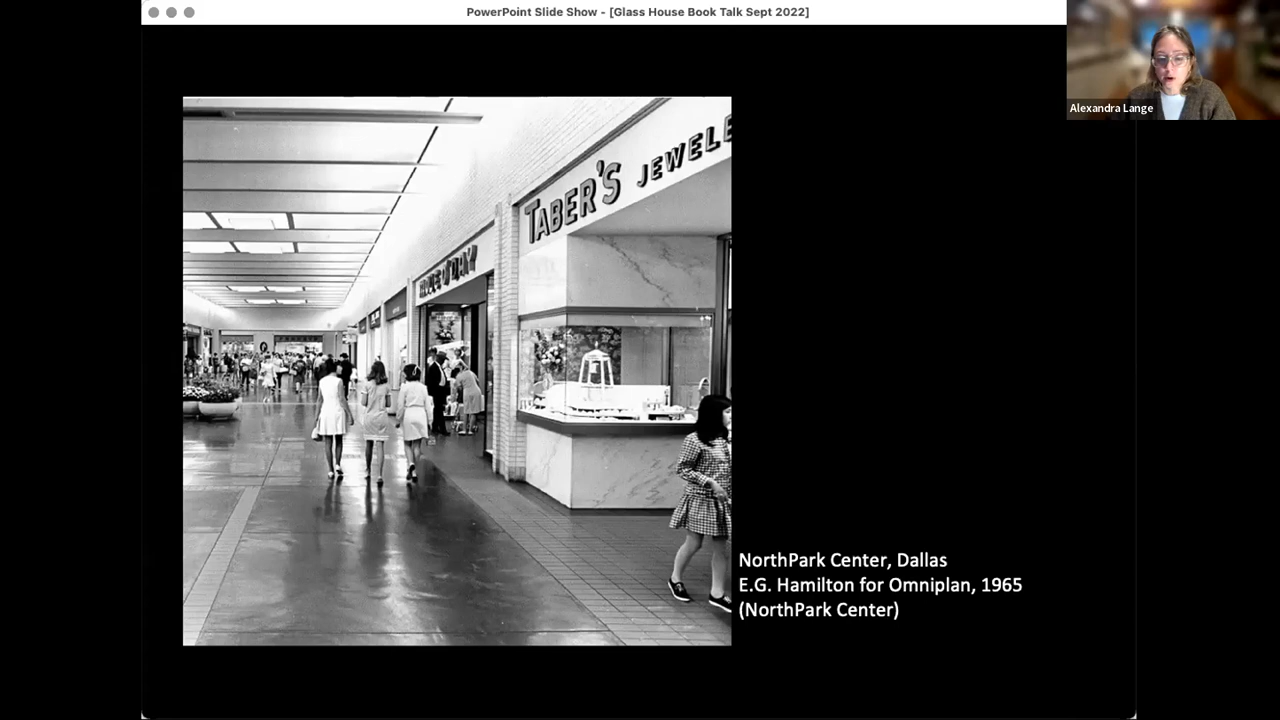 PowerPoint Slide Show - [Glass House Book Talk Sept 2022]
Alexandra Lange
TABER'S JEWELE
NorthPark Center, Dallas
E.G. Hamilton for Omniplan, 1965
(NorthPark Center)